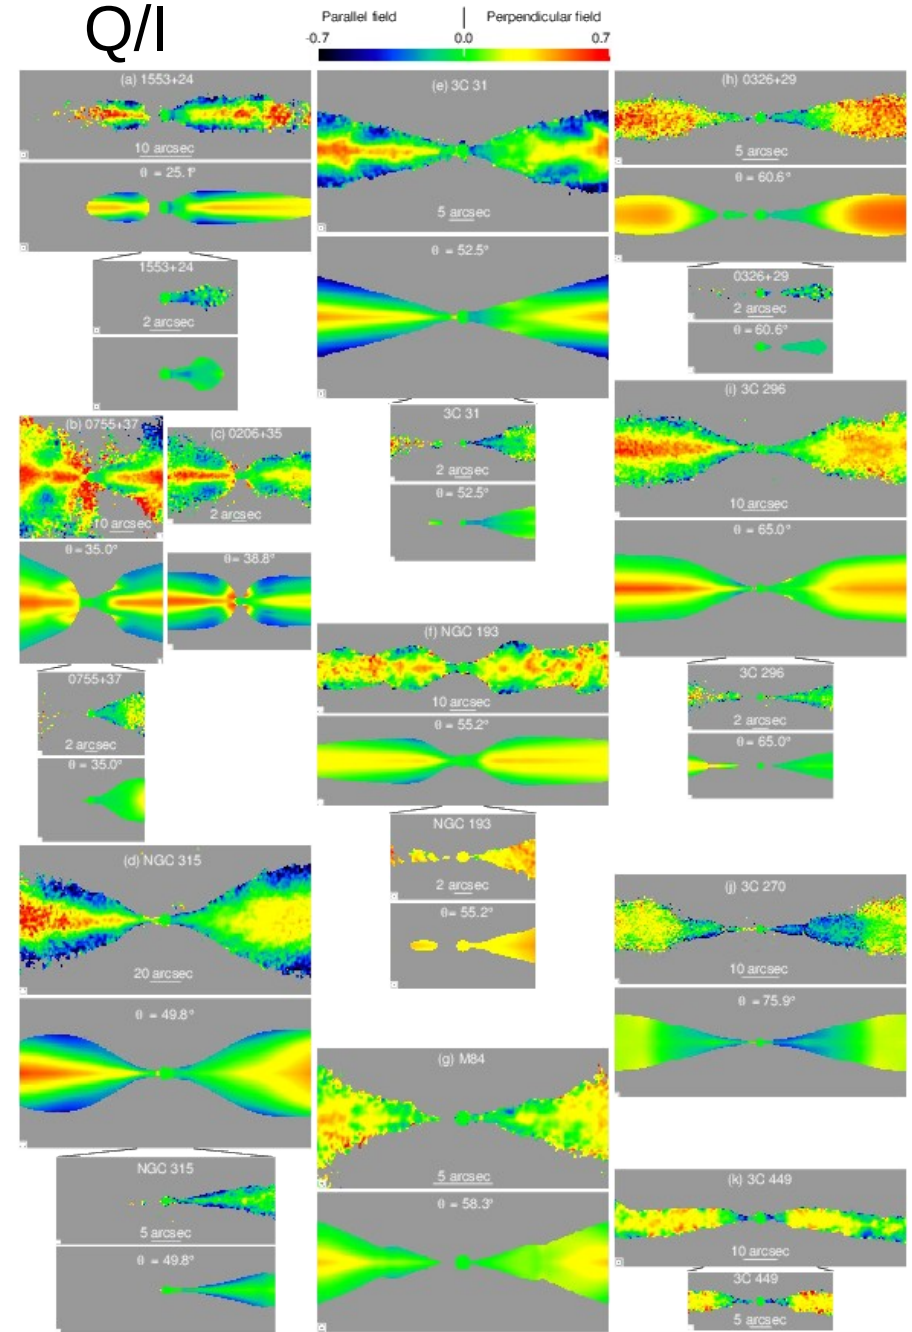 Q/I
Parallel field | Perpendicular field
-0.7 0.0 0.7
(a) 1553+24
10 arcsec
θ = 25.1°
1553+24
2 arcsec
(b) 0755+37
10 arcsec
θ = 35.0°
0755+37
2 arcsec
θ = 35.0°
(c) 0206+35
2 arcsec
θ = 38.8°
(d) NGC 315
20 arcsec
θ = 49.8°
NGC 315
5 arcsec
θ = 49.8°
(e) 3C 31
5 arcsec
θ = 52.5°
3C 31
2 arcsec
θ = 52.5°
(f) NGC 193
10 arcsec
θ = 55.2°
NGC 193
2 arcsec
θ = 55.2°
(g) M84
5 arcsec
θ = 58.3°
(h) 0326+29
5 arcsec
θ = 60.6°
0326+29
2 arcsec
θ = 60.6°
(i) 3C 296
10 arcsec
θ = 65.0°
3C 296
2 arcsec
θ = 65.0°
(j) 3C 270
10 arcsec
θ = 75.9°
(k) 3C 449
10 arcsec
3C 449
5 arcsec